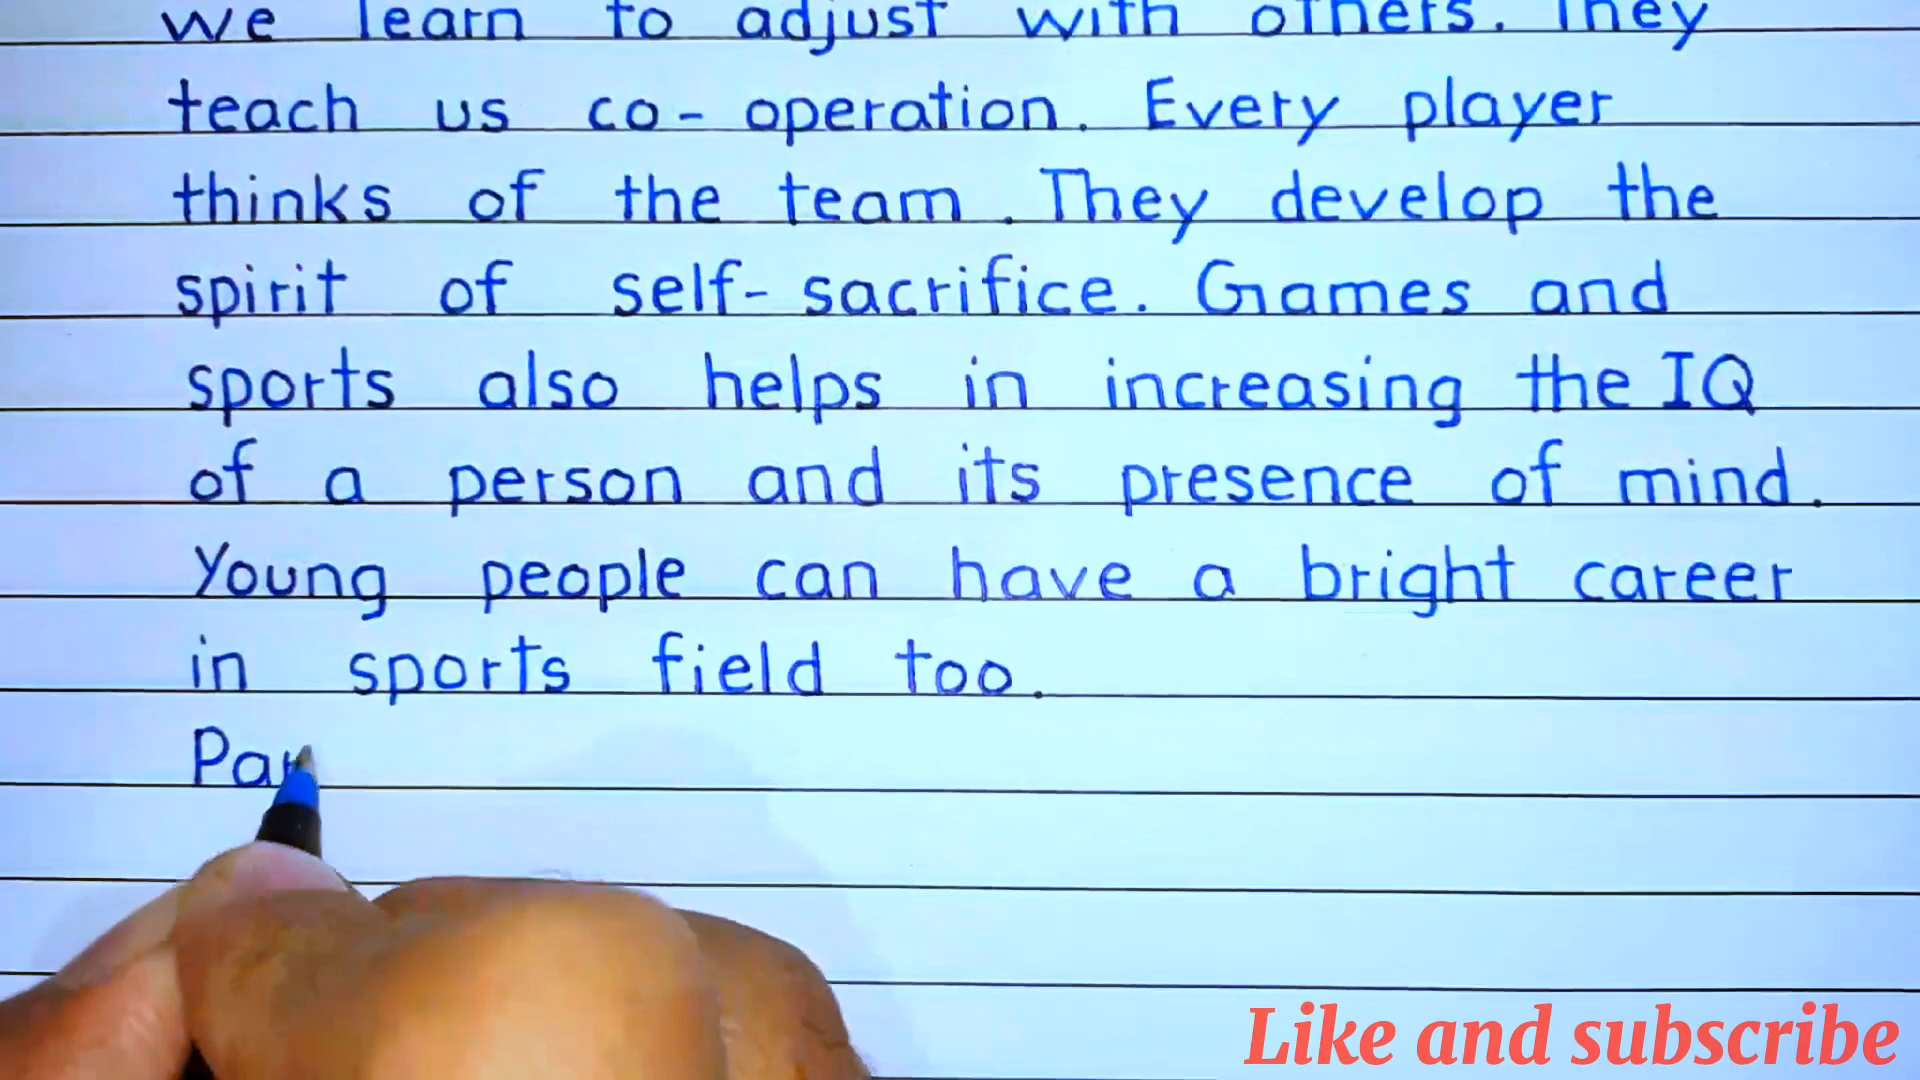 we learn to adjust with others. They
teach us co-operation. Every player
thinks of the team. They develop the
spirit of self-sacrifice. Games and
sports also helps in increasing the IQ
of a person and its presence of mind.
Young people can have a bright career
in sports field too.
Par
Like and subscribe